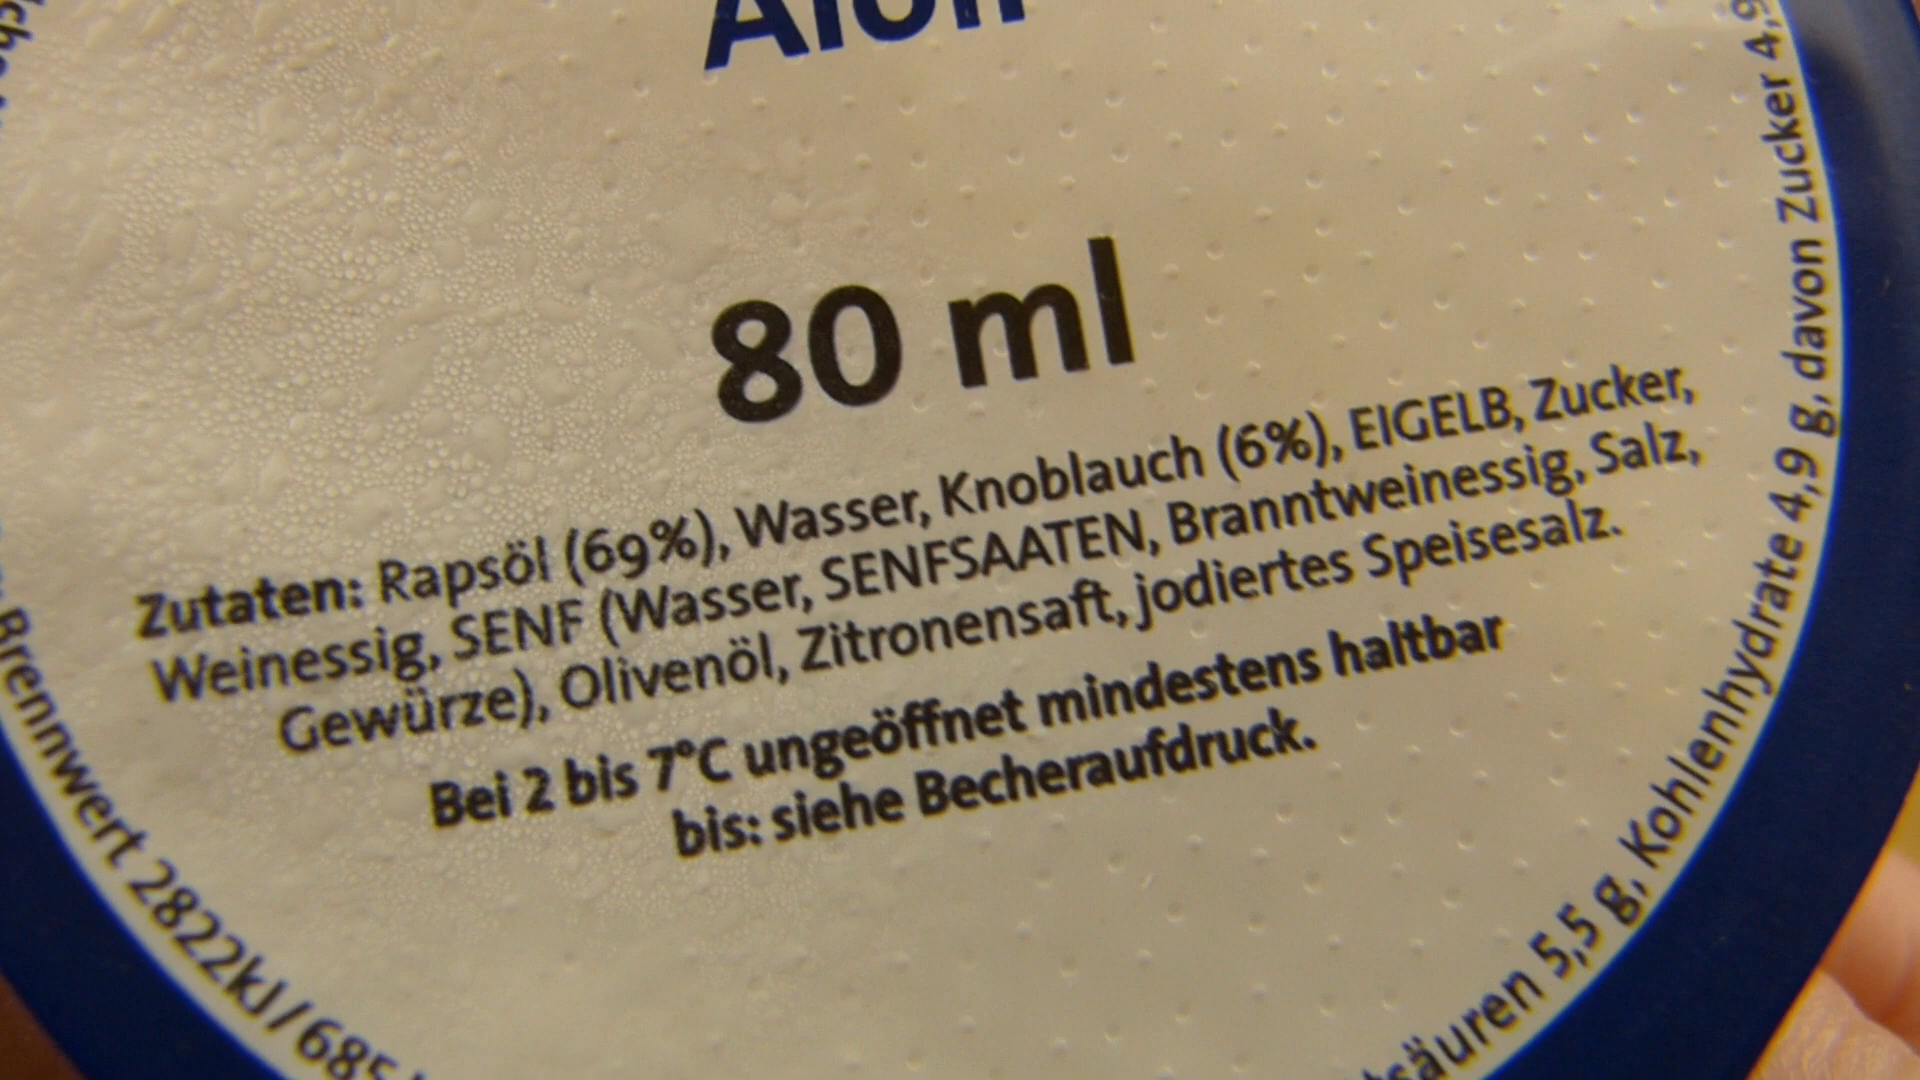 Aioli
80 ml
Zutaten: Rapsöl (69%), Wasser, Knoblauch (6%), EIGELB, Zucker,
Weinessig, SENF (Wasser, SENFSAATEN, Branntweinessig, Salz,
Gewürze), Olivenöl, Zitronensaft, jodiertes Speisesalz.
Bei 2 bis 7°C ungeöffnet mindestens haltbar
bis: siehe Becheraufdruck.
Brennwert 2822kJ/685
säuren 5,5 g, Kohlenhydrate 4,9 g, davon Zucker 4,9